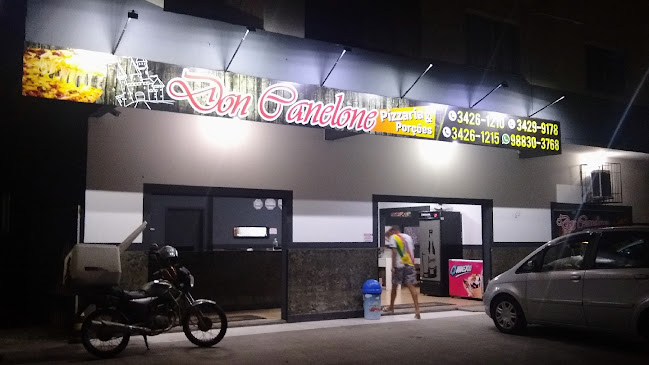 Don Canelone
Pizzaria &
Porções
3426-1210 3429-9178
3426-1215 98830-3768